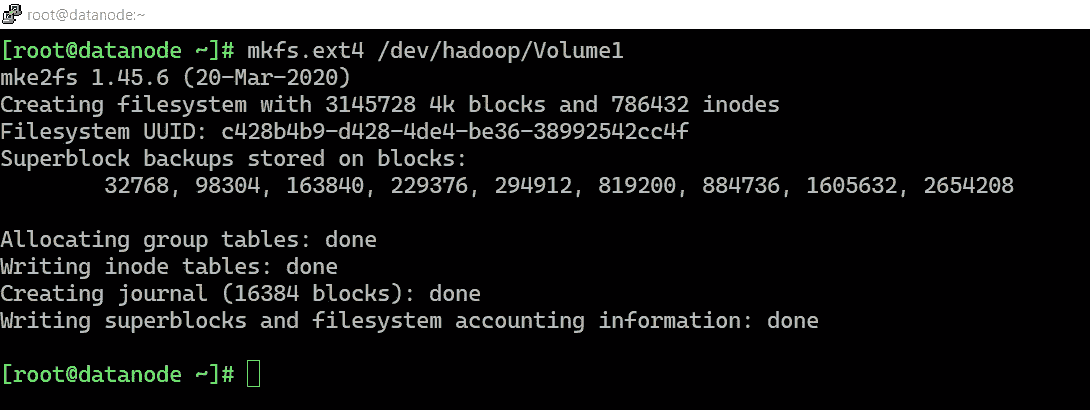 root@datanode:~
[root@datanode ~]# mkfs.ext4 /dev/hadoop/Volume1
mke2fs 1.45.6 (20-Mar-2020)
Creating filesystem with 3145728 4k blocks and 786432 inodes
Filesystem UUID: c428b4b9-d428-4de4-be36-38992542cc4f
Superblock backups stored on blocks:
        32768, 98304, 163840, 229376, 294912, 819200, 884736, 1605632, 2654208
Allocating group tables: done
Writing inode tables: done
Creating journal (16384 blocks): done
Writing superblocks and filesystem accounting information: done
[root@datanode ~]#